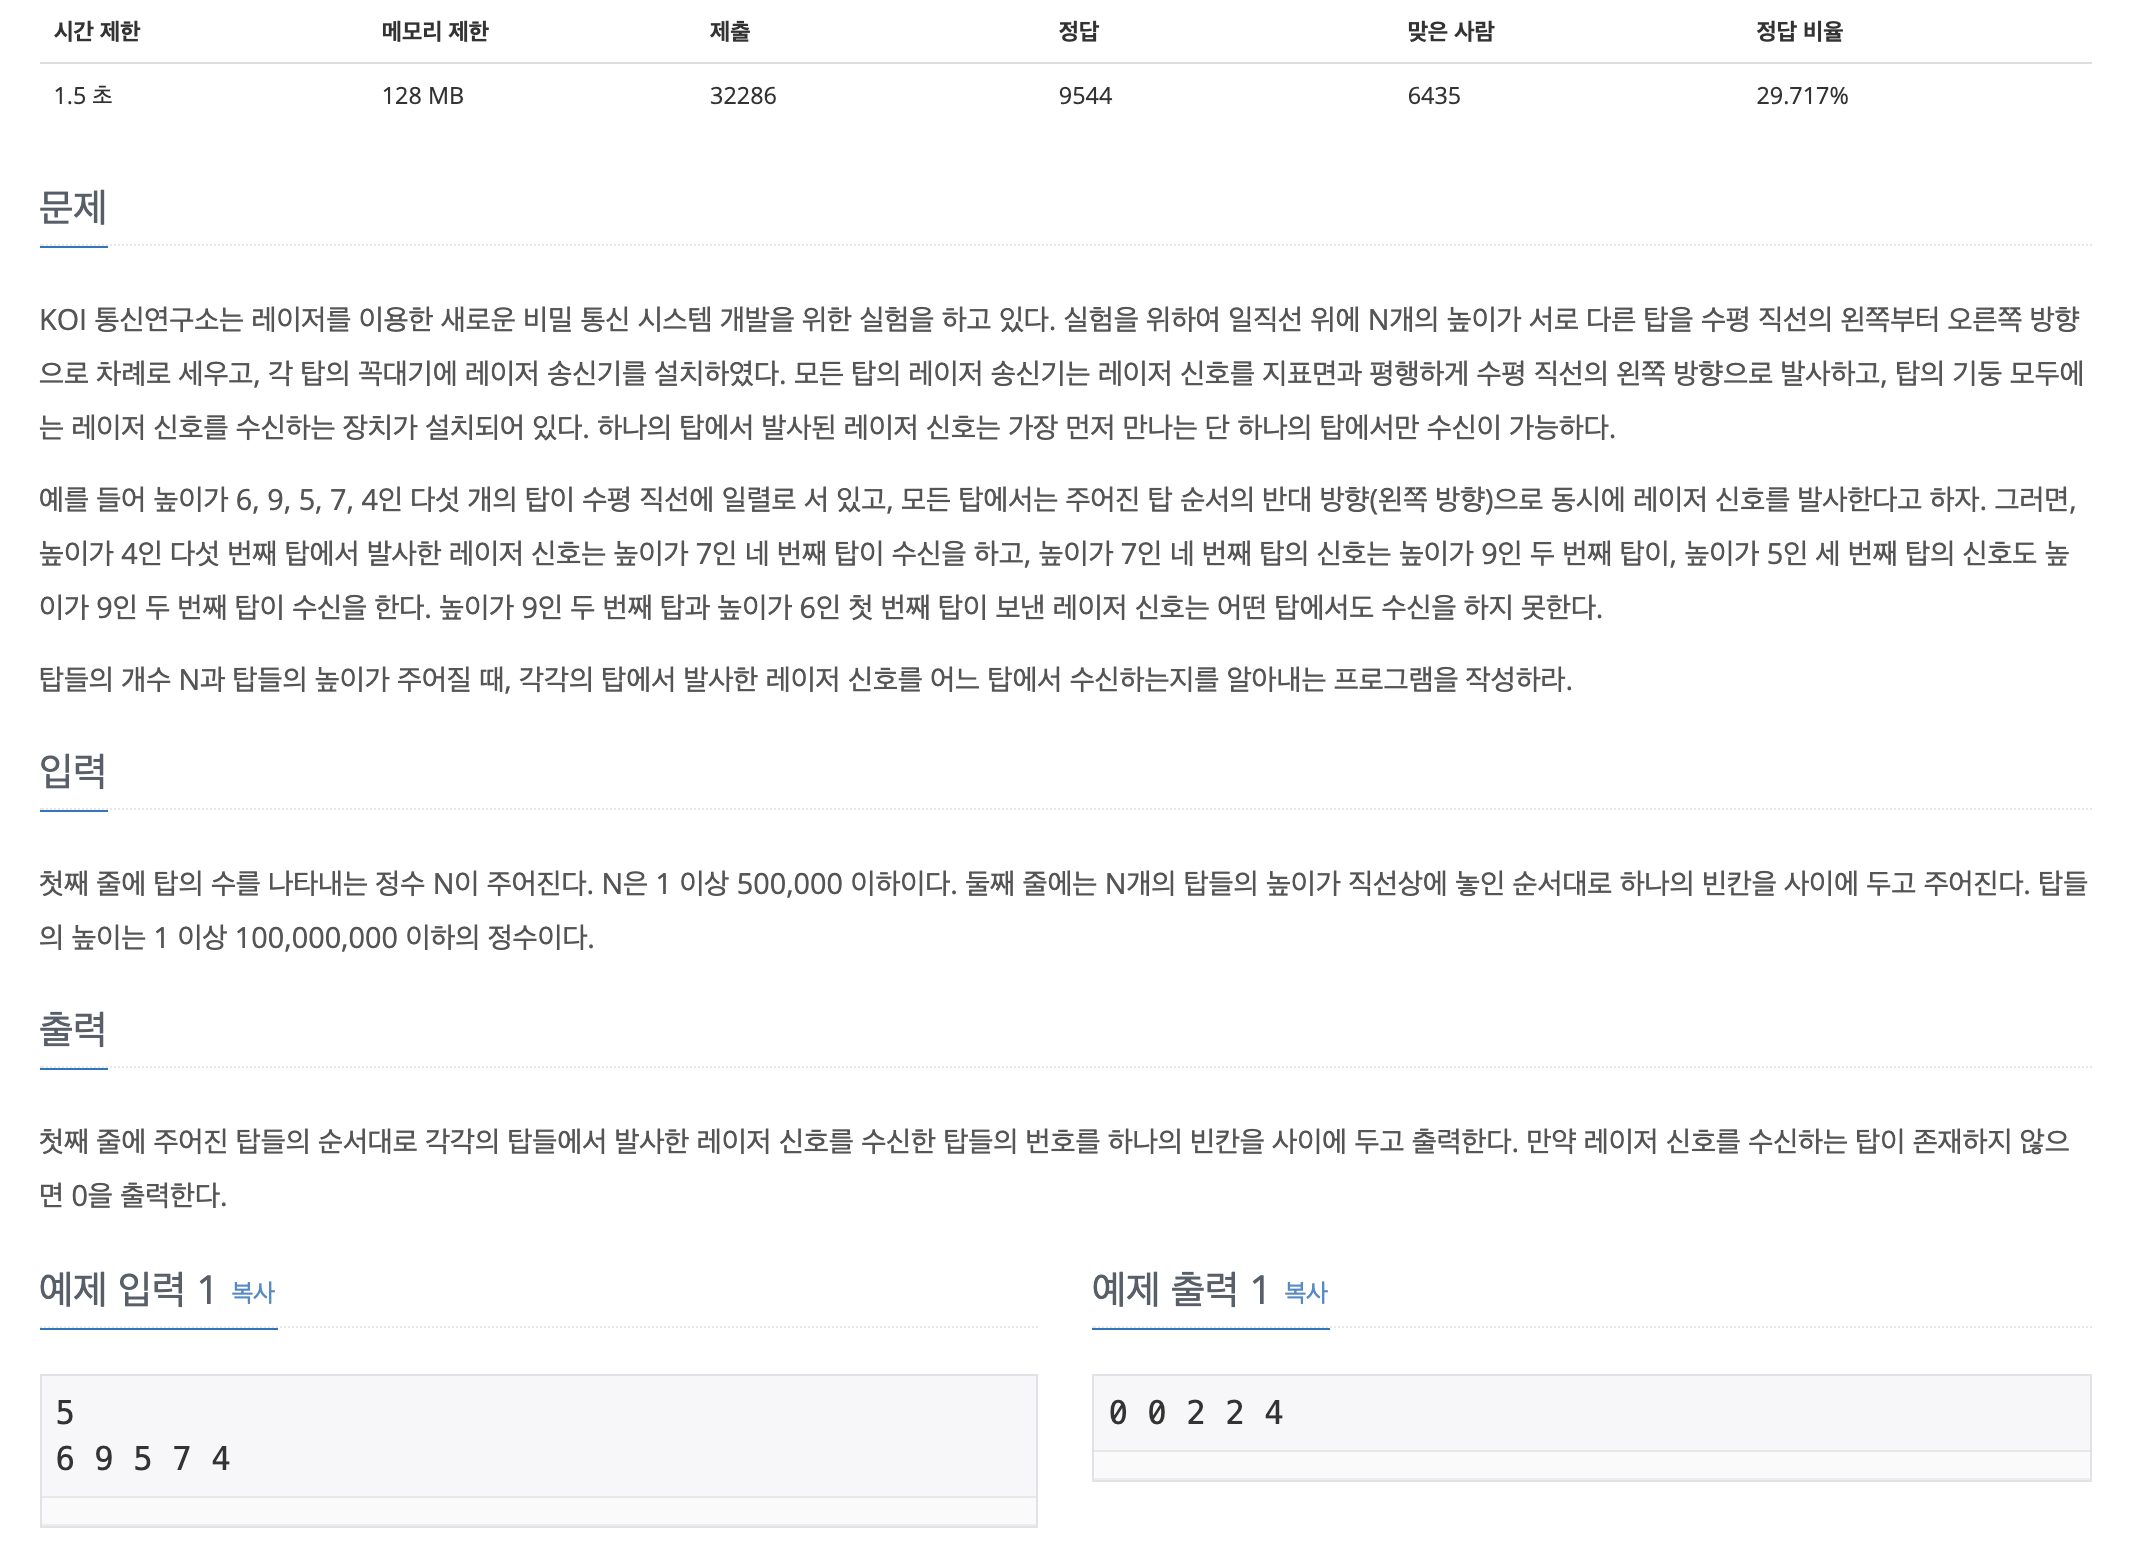 시간 제한 메모리 제한 제출 정답 맞은 사람 정답 비율
1.5 초 128 MB 32286 9544 6435 29.717%
문제
KOI 통신연구소는 레이저를 이용한 새로운 비밀 통신 시스템 개발을 위한 실험을 하고 있다. 실험을 위하여 일직선 위에 N개의 높이가 서로 다른 탑을 수평 직선의 왼쪽부터 오른쪽 방향
으로 차례로 세우고, 각 탑의 꼭대기에 레이저 송신기를 설치하였다. 모든 탑의 레이저 송신기는 레이저 신호를 지표면과 평행하게 수평 직선의 왼쪽 방향으로 발사하고, 탑의 기둥 모두에
는 레이저 신호를 수신하는 장치가 설치되어 있다. 하나의 탑에서 발사된 레이저 신호는 가장 먼저 만나는 단 하나의 탑에서만 수신이 가능하다.
예를 들어 높이가 6, 9, 5, 7, 4인 다섯 개의 탑이 수평 직선에 일렬로 서 있고, 모든 탑에서는 주어진 탑 순서의 반대 방향(왼쪽 방향)으로 동시에 레이저 신호를 발사한다고 하자. 그러면,
높이가 4인 다섯 번째 탑에서 발사한 레이저 신호는 높이가 7인 네 번째 탑이 수신을 하고, 높이가 7인 네 번째 탑의 신호는 높이가 9인 두 번째 탑이, 높이가 5인 세 번째 탑의 신호도 높
이가 9인 두 번째 탑이 수신을 한다. 높이가 9인 두 번째 탑과 높이가 6인 첫 번째 탑이 보낸 레이저 신호는 어떤 탑에서도 수신을 하지 못한다.
탑들의 개수 N과 탑들의 높이가 주어질 때, 각각의 탑에서 발사한 레이저 신호를 어느 탑에서 수신하는지를 알아내는 프로그램을 작성하라.
입력
첫째 줄에 탑의 수를 나타내는 정수 N이 주어진다. N은 1 이상 500,000 이하이다. 둘째 줄에는 N개의 탑들의 높이가 직선상에 놓인 순서대로 하나의 빈칸을 사이에 두고 주어진다. 탑들
의 높이는 1 이상 100,000,000 이하의 정수이다.
출력
첫째 줄에 주어진 탑들의 순서대로 각각의 탑들에서 발사한 레이저 신호를 수신한 탑들의 번호를 하나의 빈칸을 사이에 두고 출력한다. 만약 레이저 신호를 수신하는 탑이 존재하지 않으
면 0을 출력한다.
예제 입력 1 복사
5
6 9 5 7 4
예제 출력 1 복사
0 0 2 2 4